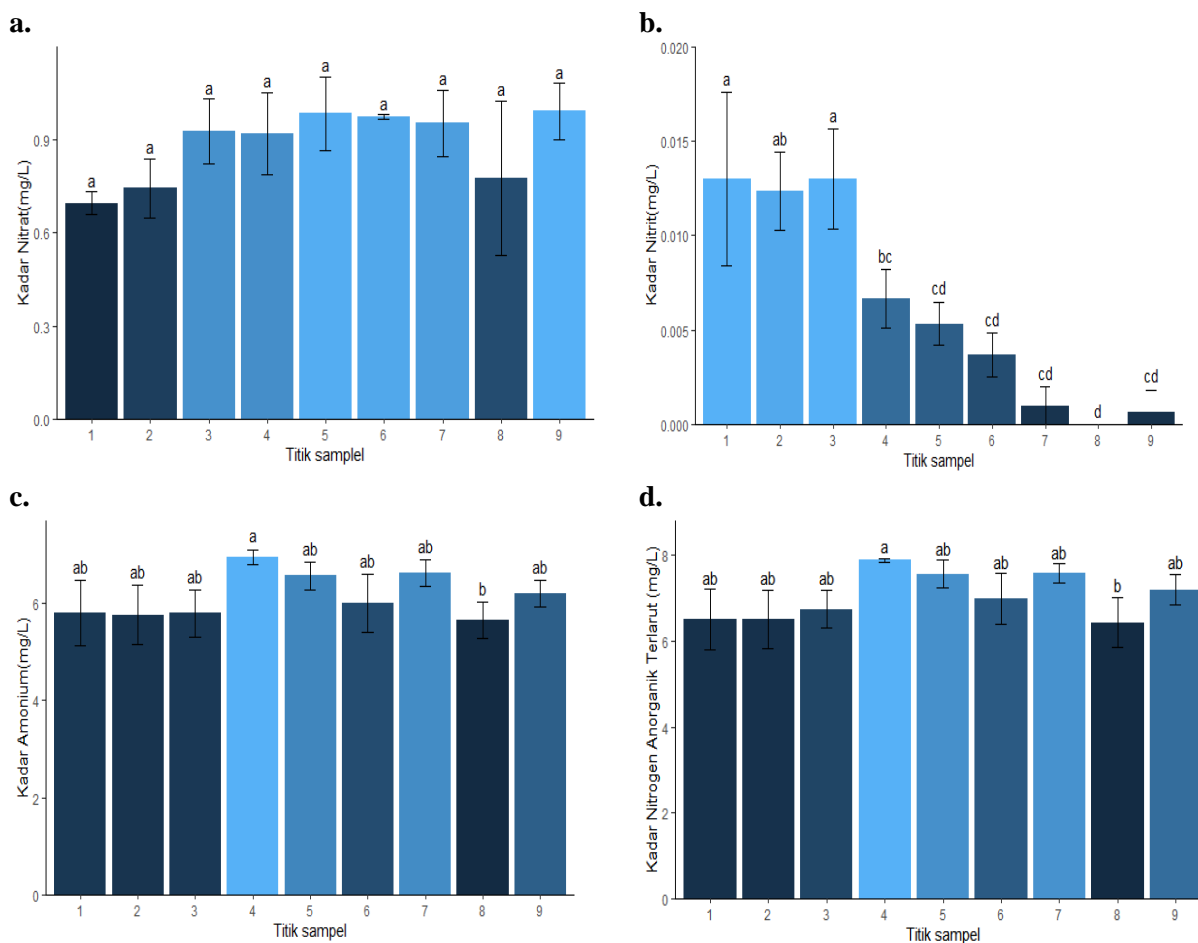 a.
Kadar Nitrat(mg/L)
0.9
0.6
0.3
0.0
a a a a a a a a a
1 2 3 4 5 6 7 8 9
Titik samplel
b.
Kadar Nitrit(mg/L)
0.020
0.015
0.010
0.005
0.000
a ab a bc cd cd cd d cd
1 2 3 4 5 6 7 8 9
Titik sampel
c.
Kadar Amonium(mg/L)
6
4
2
0
ab ab ab a ab ab ab b ab
1 2 3 4 5 6 7 8 9
Titik sampel
d.
Kadar Nitrogen Anorganik Terlarut (mg/L)
8
6
4
2
0
ab ab ab a ab ab ab b ab
1 2 3 4 5 6 7 8 9
Titik sampel